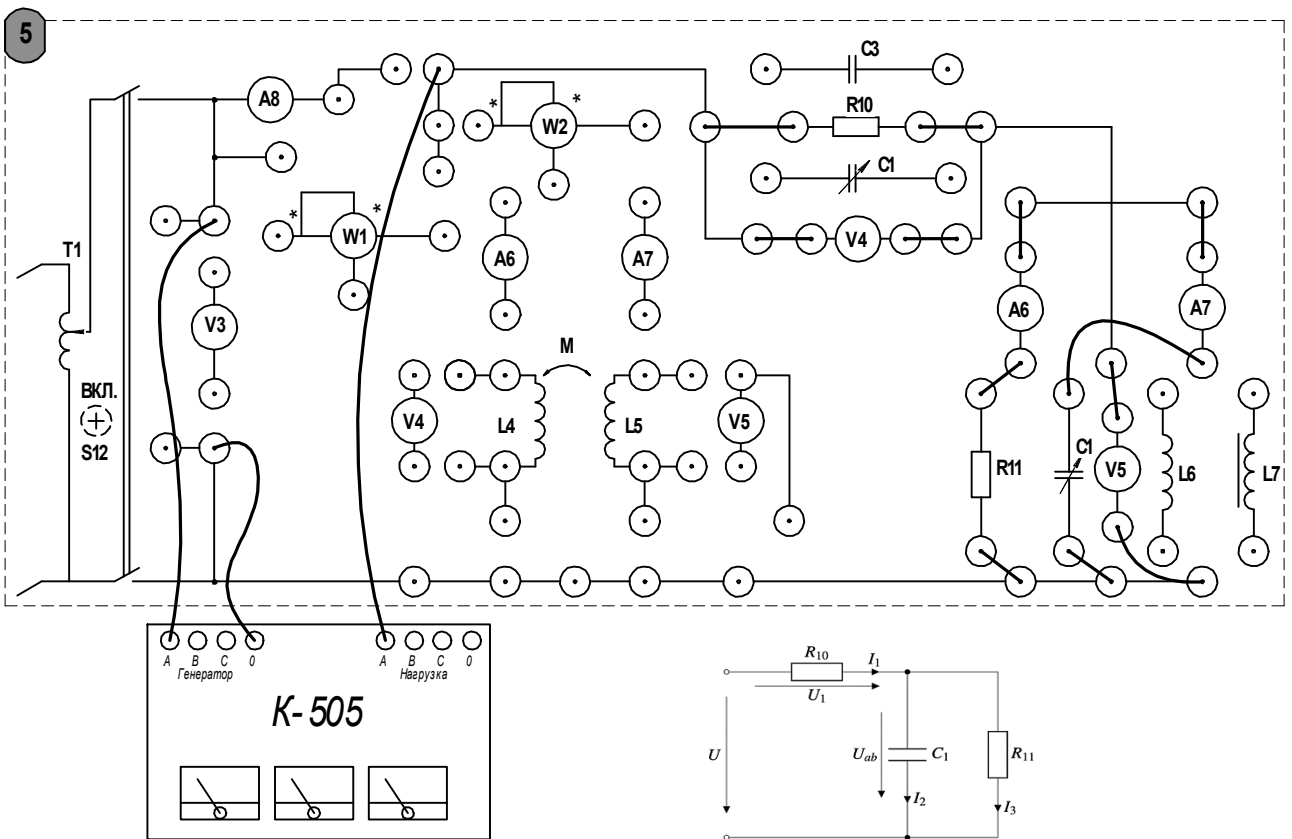 5
C3
A8
R10
*
*
W2
C1
*
*
W1
V4
T1
A6
A7
V3
A6
A7
M
ВКЛ.
V4
L4
L5
V5
S12
R11
C1
V5
L6
L7
A B C 0
Генератор
A B C 0
Нагрузка
К-505
R10
I1
U1
U
Uab
C1
R11
I2
I3